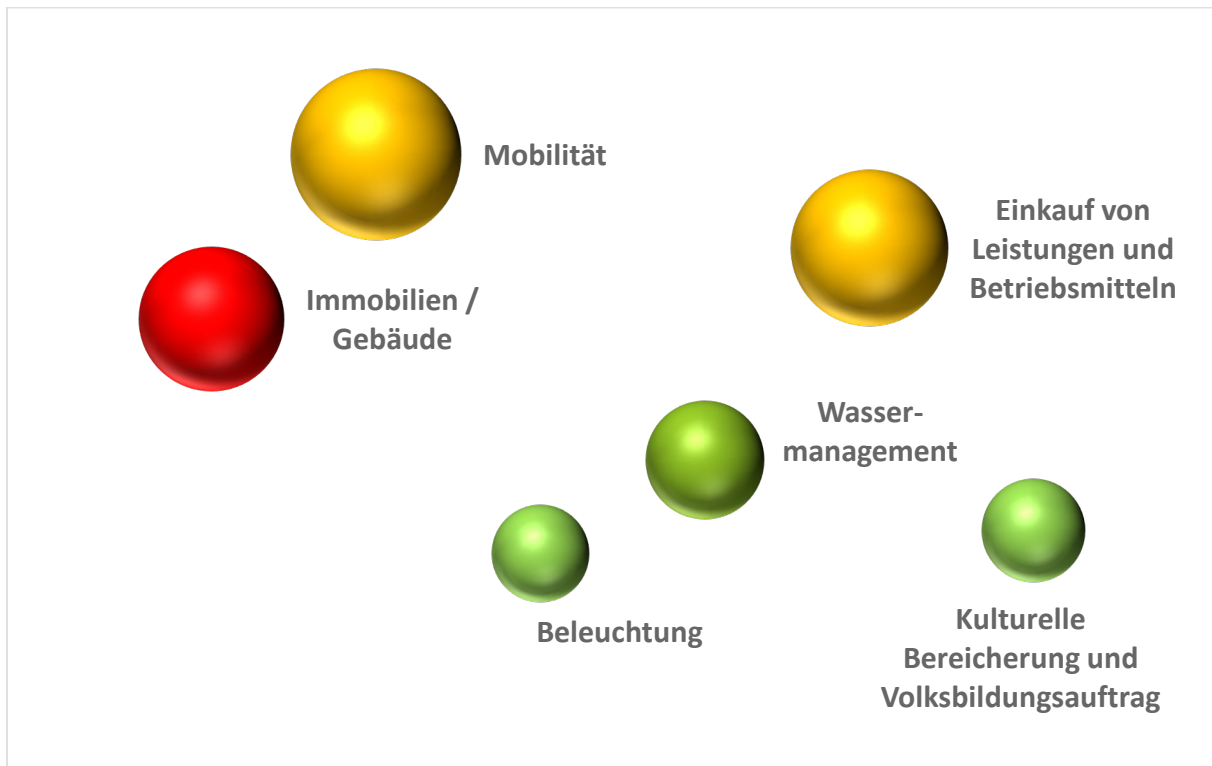 Mobilität
Einkauf von
Leistungen und
Betriebsmitteln
Immobilien /
Gebäude
Wasser-
management
Beleuchtung
Kulturelle
Bereicherung und
Volksbildungsauftrag